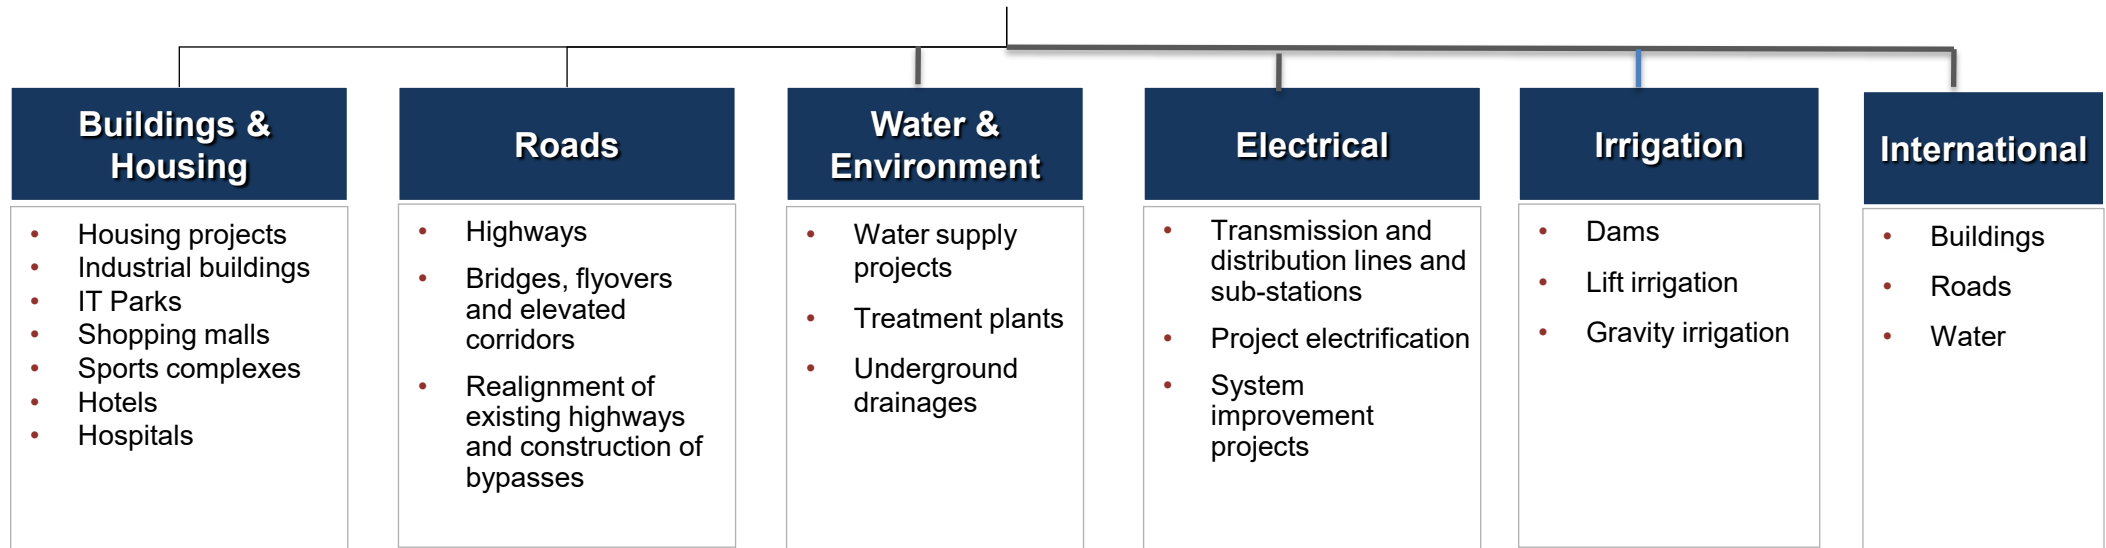 Buildings &
Housing
• Housing projects
• Industrial buildings
• IT Parks
• Shopping malls
• Sports complexes
• Hotels
• Hospitals
Roads
• Highways
• Bridges, flyovers
and elevated
corridors
• Realignment of
existing highways
and construction of
bypasses
Water &
Environment
• Water supply
projects
• Treatment plants
• Underground
drainages
Electrical
• Transmission and
distribution lines and
sub-stations
• Project electrification
• System
improvement
projects
Irrigation
• Dams
• Lift irrigation
• Gravity irrigation
International
• Buildings
• Roads
• Water